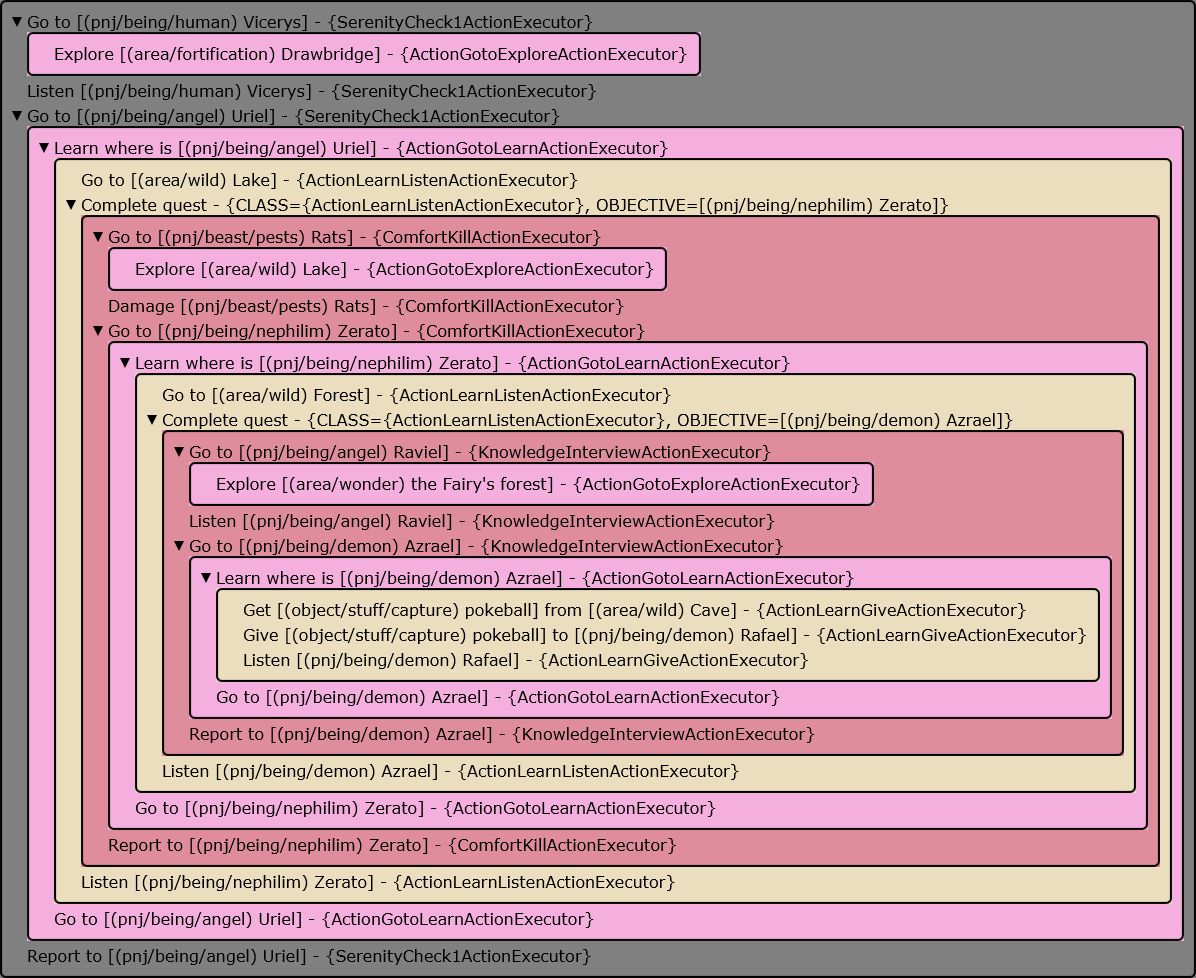 ▼ Go to [(pnj/being/human) Vicerys] - {SerenityCheck1ActionExecutor}
Explore [(area/fortification) Drawbridge] - {ActionGotoExploreActionExecutor}
Listen [(pnj/being/human) Vicerys] - {SerenityCheck1ActionExecutor}
▼ Go to [(pnj/being/angel) Uriel] - {SerenityCheck1ActionExecutor}
▼ Learn where is [(pnj/being/angel) Uriel] - {ActionGotoLearnActionExecutor}
Go to [(area/wild) Lake] - {ActionLearnListenActionExecutor}
▼ Complete quest - {CLASS={ActionLearnListenActionExecutor}, OBJECTIVE=[(pnj/being/nephilim) Zerato]}
▼ Go to [(pnj/beast/pests) Rats] - {ComfortKillActionExecutor}
Explore [(area/wild) Lake] - {ActionGotoExploreActionExecutor}
Damage [(pnj/beast/pests) Rats] - {ComfortKillActionExecutor}
▼ Go to [(pnj/being/nephilim) Zerato] - {ComfortKillActionExecutor}
▼ Learn where is [(pnj/being/nephilim) Zerato] - {ActionGotoLearnActionExecutor}
Go to [(area/wild) Forest] - {ActionLearnListenActionExecutor}
▼ Complete quest - {CLASS={ActionLearnListenActionExecutor}, OBJECTIVE=[(pnj/being/demon) Azrael]}
▼ Go to [(pnj/being/angel) Raviel] - {KnowledgeInterviewActionExecutor}
Explore [(area/wonder) the Fairy's forest] - {ActionGotoExploreActionExecutor}
Listen [(pnj/being/angel) Raviel] - {KnowledgeInterviewActionExecutor}
▼ Go to [(pnj/being/demon) Azrael] - {KnowledgeInterviewActionExecutor}
▼ Learn where is [(pnj/being/demon) Azrael] - {ActionGotoLearnActionExecutor}
Get [(object/stuff/capture) pokeball] from [(area/wild) Cave] - {ActionLearnGiveActionExecutor}
Give [(object/stuff/capture) pokeball] to [(pnj/being/demon) Rafael] - {ActionLearnGiveActionExecutor}
Listen [(pnj/being/demon) Rafael] - {ActionLearnGiveActionExecutor}
Go to [(pnj/being/demon) Azrael] - {ActionGotoLearnActionExecutor}
Report to [(pnj/being/demon) Azrael] - {KnowledgeInterviewActionExecutor}
Listen [(pnj/being/demon) Azrael] - {ActionLearnListenActionExecutor}
Go to [(pnj/being/nephilim) Zerato] - {ActionGotoLearnActionExecutor}
Report to [(pnj/being/nephilim) Zerato] - {ComfortKillActionExecutor}
Listen [(pnj/being/nephilim) Zerato] - {ActionLearnListenActionExecutor}
Go to [(pnj/being/angel) Uriel] - {ActionGotoLearnActionExecutor}
Report to [(pnj/being/angel) Uriel] - {SerenityCheck1ActionExecutor}